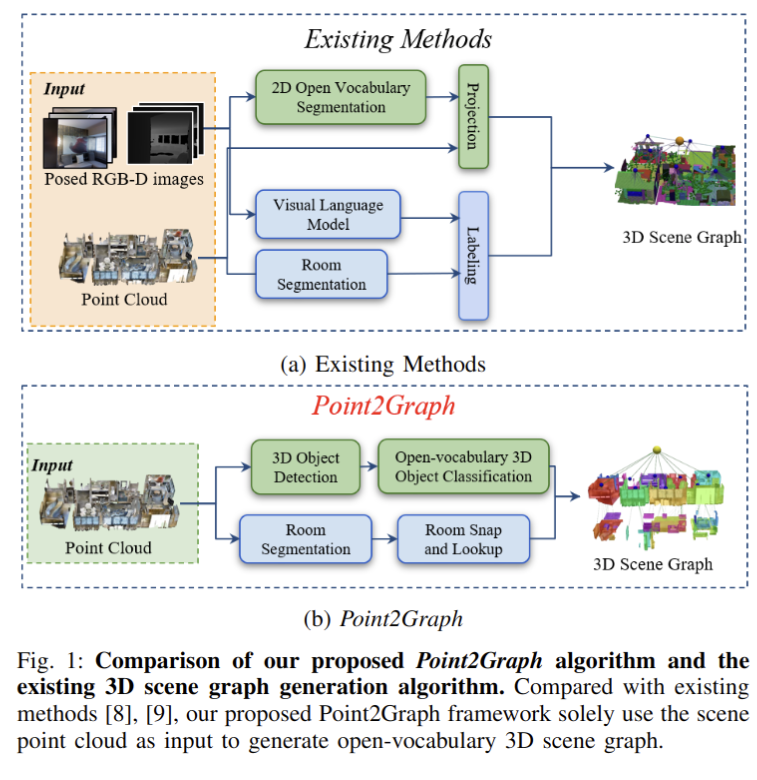 Existing Methods
Input
Posed RGB-D images
Point Cloud
2D Open Vocabulary
Segmentation
Projection
Visual Language
Model
Room
Segmentation
Labeling
3D Scene Graph
(a) Existing Methods
Point2Graph
Input
Point Cloud
3D Object
Detection
Open-vocabulary 3D
Object Classification
Room
Segmentation
Room Snap
and Lookup
3D Scene Graph
(b) Point2Graph
Fig. 1: Comparison of our proposed Point2Graph algorithm and the
existing 3D scene graph generation algorithm. Compared with existing
methods [8], [9], our proposed Point2Graph framework solely use the scene
point cloud as input to generate open-vocabulary 3D scene graph.